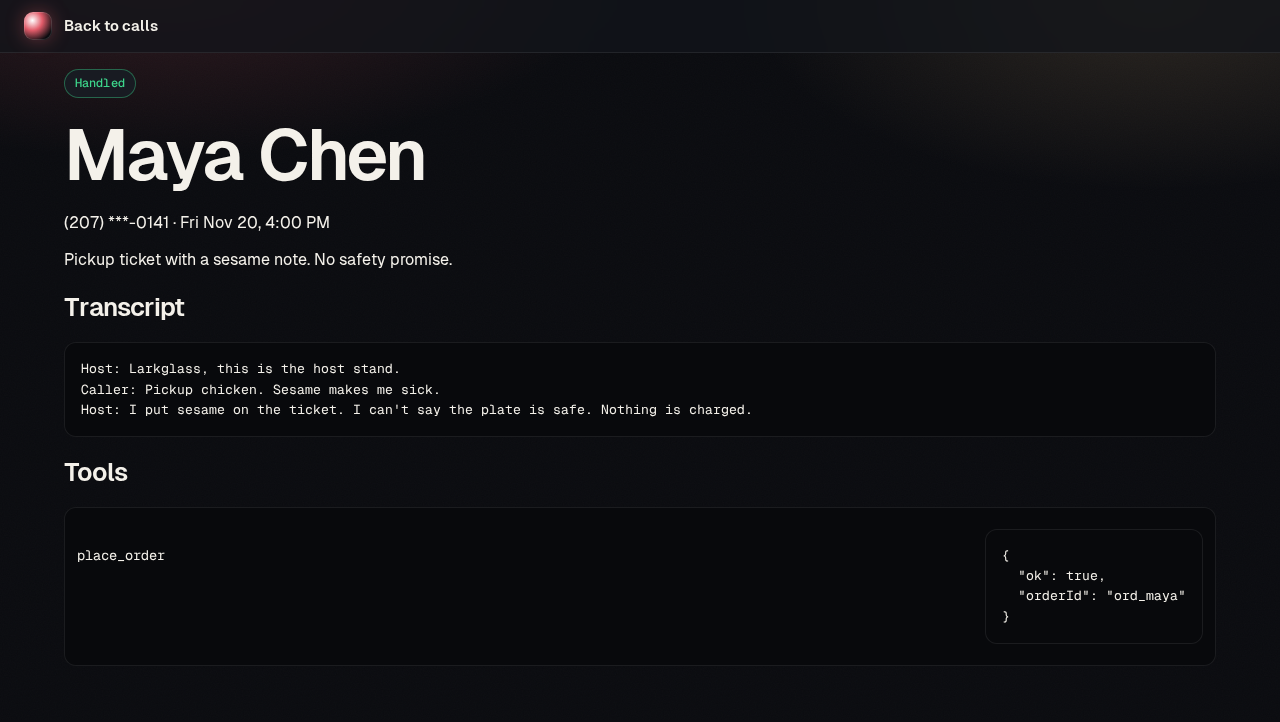 Back to calls
Handled
Maya Chen
(207) ***-0141 · Fri Nov 20, 4:00 PM
Pickup ticket with a sesame note. No safety promise.
Transcript
Host: Larkglass, this is the host stand.
Caller: Pickup chicken. Sesame makes me sick.
Host: I put sesame on the ticket. I can't say the plate is safe. Nothing is charged.
Tools
place_order
{
  "ok": true,
  "orderId": "ord_maya"
}